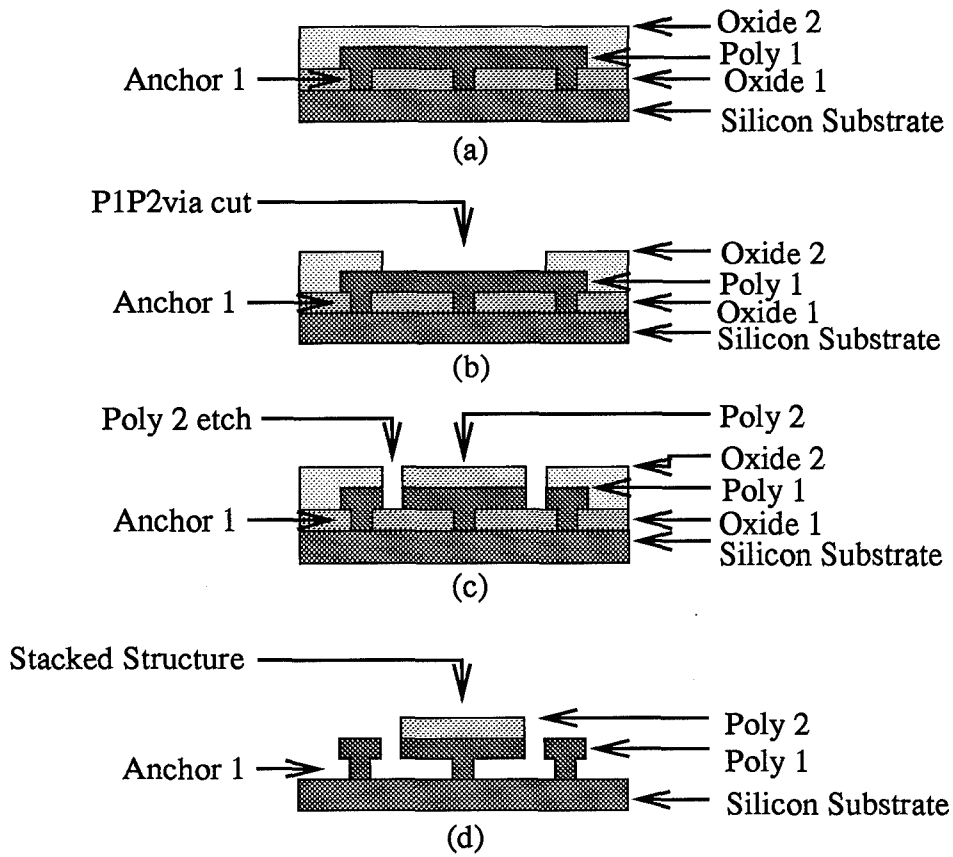 Oxide 2
Poly 1
Anchor 1
Oxide 1
Silicon Substrate
(a)
P1P2via cut
Oxide 2
Poly 1
Anchor 1
Oxide 1
Silicon Substrate
(b)
Poly 2 etch
Poly 2
Oxide 2
Poly 1
Anchor 1
Oxide 1
Silicon Substrate
(c)
Stacked Structure
Poly 2
Poly 1
Anchor 1
Silicon Substrate
(d)